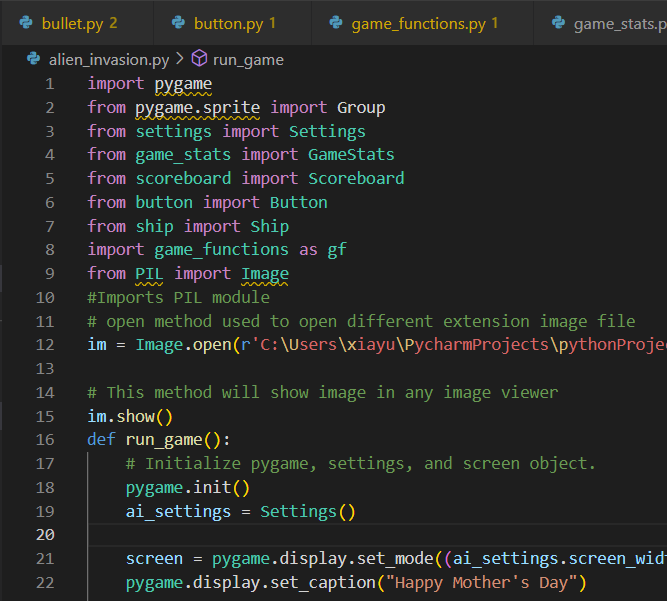 bullet.py 2 button.py 1 game_functions.py 1 game_stats.p
alien_invasion.py > run_game
1 import pygame
2 from pygame.sprite import Group
3 from settings import Settings
4 from game_stats import GameStats
5 from scoreboard import Scoreboard
6 from button import Button
7 from ship import Ship
8 import game_functions as gf
9 from PIL import Image
10 #Imports PIL module
11 # open method used to open different extension image file
12 im = Image.open(r'C:\Users\xiayu\PycharmProjects\pythonProjec
13
14 # This method will show image in any image viewer
15 im.show()
16 def run_game():
17 # Initialize pygame, settings, and screen object.
18 pygame.init()
19 ai_settings = Settings()
20
21 screen = pygame.display.set_mode((ai_settings.screen_widt
22 pygame.display.set_caption("Happy Mother's Day")